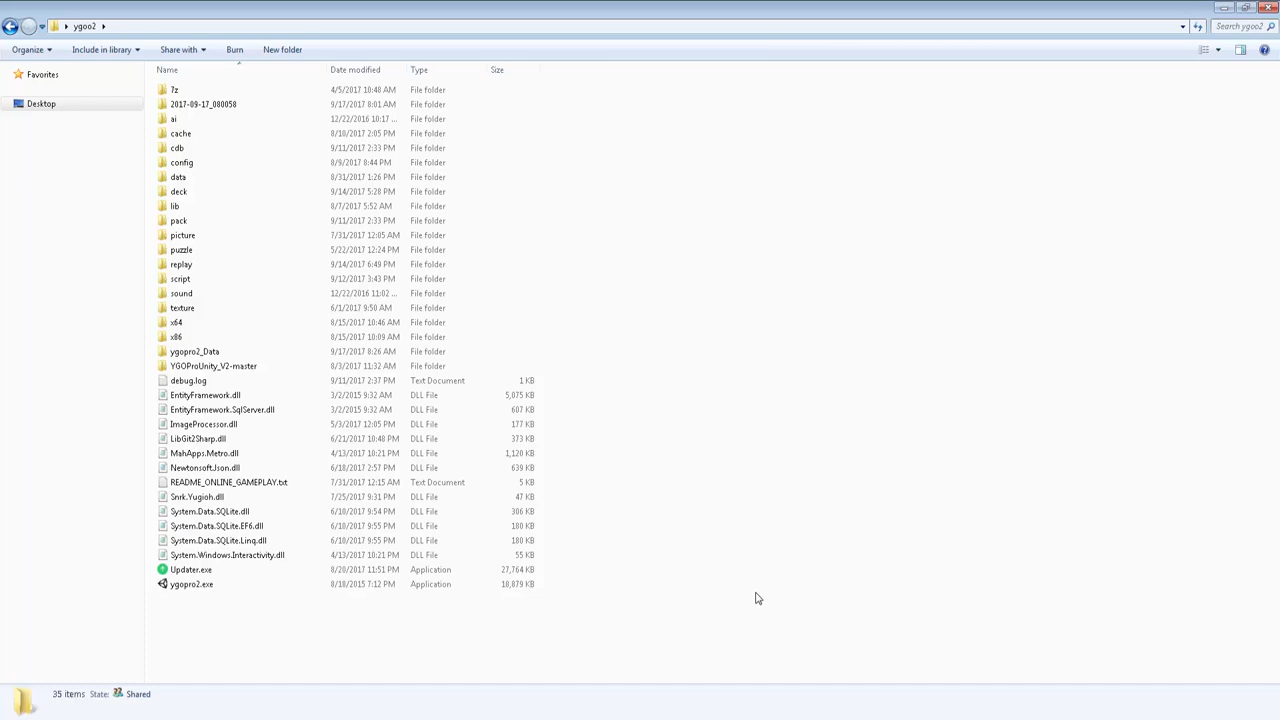 ygoo2
Search ygoo2
Organize Include in library Share with Burn New folder
Name Date modified Type Size
Favorites
Desktop
7z 4/5/2017 10:48 AM File folder
2017-09-17_080058 9/17/2017 8:01 AM File folder
ai 12/22/2016 10:17 ... File folder
cache 8/10/2017 2:05 PM File folder
cdb 9/11/2017 2:33 PM File folder
config 8/9/2017 8:44 PM File folder
data 8/31/2017 1:26 PM File folder
deck 9/14/2017 5:28 PM File folder
lib 8/7/2017 5:52 AM File folder
pack 9/11/2017 2:33 PM File folder
picture 7/31/2017 12:05 AM File folder
puzzle 5/22/2017 12:24 PM File folder
replay 9/14/2017 6:49 PM File folder
script 9/12/2017 3:43 PM File folder
sound 12/22/2016 11:02 ... File folder
texture 6/1/2017 9:50 AM File folder
x64 8/15/2017 10:46 AM File folder
x86 8/15/2017 10:09 AM File folder
ygopro2_Data 9/17/2017 8:26 AM File folder
YGOProUnity_V2-master 8/3/2017 11:32 AM File folder
debug.log 9/11/2017 2:37 PM Text Document 1 KB
EntityFramework.dll 3/2/2015 9:32 AM DLL File 5,075 KB
EntityFramework.SqlServer.dll 3/2/2015 9:32 AM DLL File 607 KB
ImageProcessor.dll 5/3/2017 12:05 PM DLL File 177 KB
LibGit2Sharp.dll 6/21/2017 10:48 PM DLL File 373 KB
MahApps.Metro.dll 4/13/2017 10:21 PM DLL File 1,120 KB
Newtonsoft.Json.dll 6/18/2017 2:57 PM DLL File 639 KB
README_ONLINE_GAMEPLAY.txt 7/31/2017 12:15 AM Text Document 5 KB
Snrk.Yugioh.dll 7/25/2017 9:31 PM DLL File 47 KB
System.Data.SQLite.dll 6/10/2017 9:54 PM DLL File 306 KB
System.Data.SQLite.EF6.dll 6/10/2017 9:55 PM DLL File 180 KB
System.Data.SQLite.Linq.dll 6/10/2017 9:55 PM DLL File 180 KB
System.Windows.Interactivity.dll 4/13/2017 10:21 PM DLL File 55 KB
Updater.exe 8/20/2017 11:51 PM Application 27,764 KB
ygopro2.exe 8/18/2015 7:12 PM Application 18,879 KB
35 items State: Shared